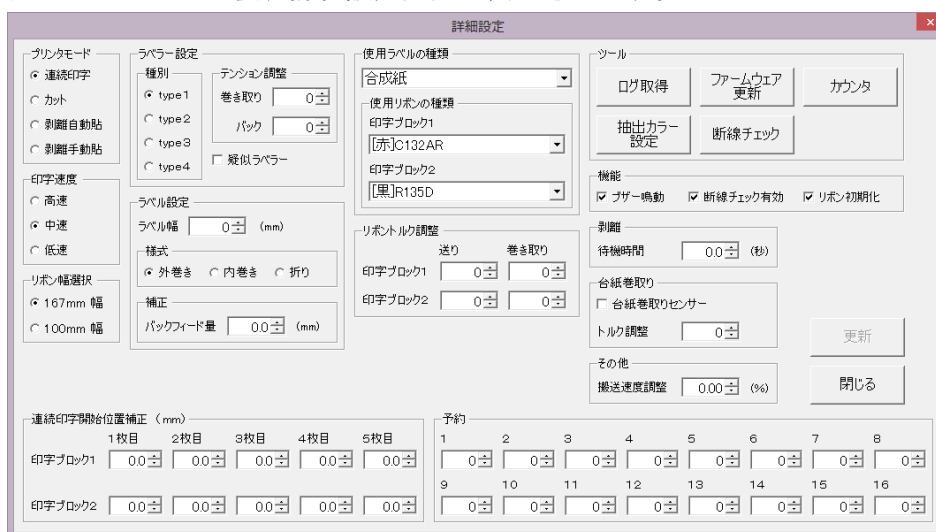 詳細設定
プリンタモード
連続印字
カット
剥離自動貼
剥離手動貼
印字速度
高速
中速
低速
リボン幅選択
167mm 幅
100mm 幅
ラベラー設定
種別
type1
type2
type3
type4
テンション調整
巻き取り 0
バック 0
疑似ラベラー
ラベル設定
ラベル幅 0 (mm)
様式
外巻き 内巻き 折り
補正
バックフィード量 0.0 (mm)
使用ラベルの種類
合成紙
使用リボンの種類
印字ブロック1
[赤]C132AR
印字ブロック2
[黒]R135D
リボントルク調整
送り 巻き取り
印字ブロック1 0 0
印字ブロック2 0 0
ツール
ログ取得
ファームウェア
更新
カウンタ
抽出カラー
設定
断線チェック
機能
ブザー鳴動 断線チェック有効 リボン初期化
剥離
待機時間 0.0 (秒)
台紙巻取り
台紙巻取りセンサー
トルク調整 0
その他
搬送速度調整 0.00 (%)
更新
閉じる
連続印字開始位置補正 (mm)
1枚目 2枚目 3枚目 4枚目 5枚目
印字ブロック1 0.0 0.0 0.0 0.0 0.0
印字ブロック2 0.0 0.0 0.0 0.0 0.0
予約
1 2 3 4 5 6 7 8
0 0 0 0 0 0 0 0
9 10 11 12 13 14 15 16
0 0 0 0 0 0 0 0